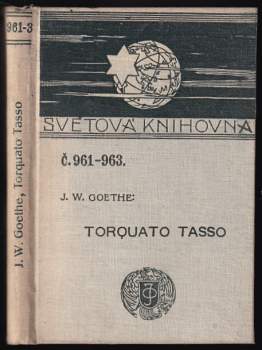 961-3
J. W. Goethe, Torquato Tasso
SVĚTOVÁ KNIHOVNA
č. 961-963.
J. W. GOETHE:
TORQUATO TASSO